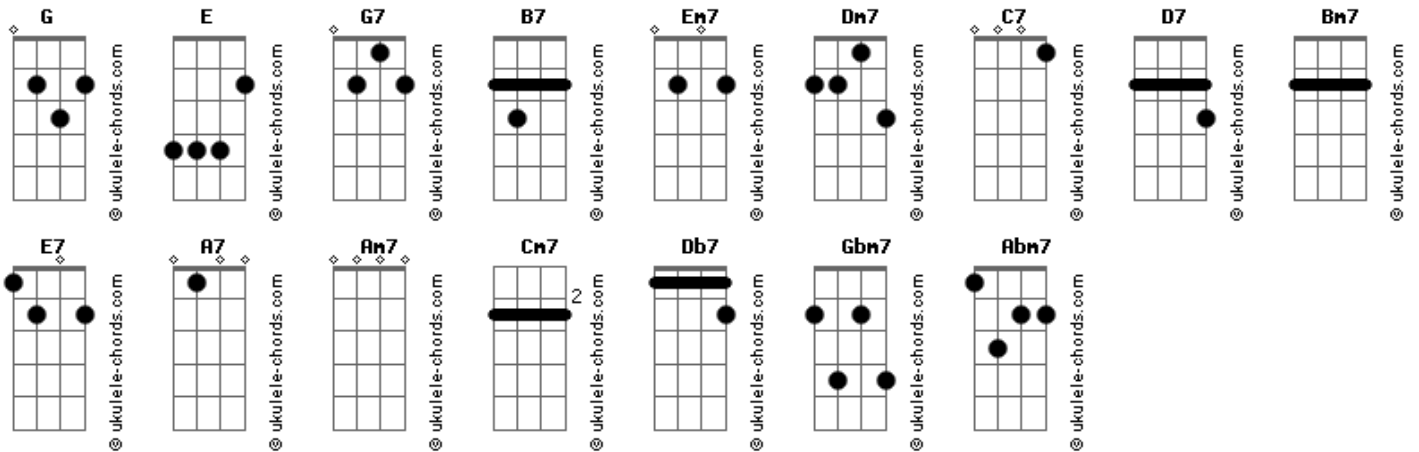 G E G7 B7 Em7 Dm7 C7 D7 Bm7
© ukulele-chords.com © ukulele-chords.com © ukulele-chords.com © ukulele-chords.com © ukulele-chords.com © ukulele-chords.com © ukulele-chords.com © ukulele-chords.com © ukulele-chords.com
E7 A7 Am7 Cm7 Db7 Gbm7 Abm7
2
© ukulele-chords.com © ukulele-chords.com © ukulele-chords.com © ukulele-chords.com © ukulele-chords.com © ukulele-chords.com © ukulele-chords.com